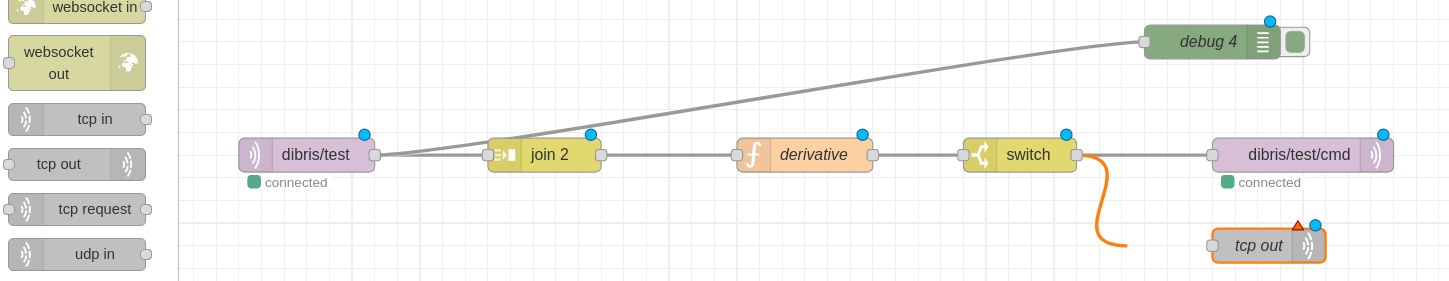 websocket in
websocket
out
tcp in
tcp out
tcp request
udp in
debug 4
dibris/test
connected
join 2
derivative
switch
dibris/test/cmd
connected
tcp out